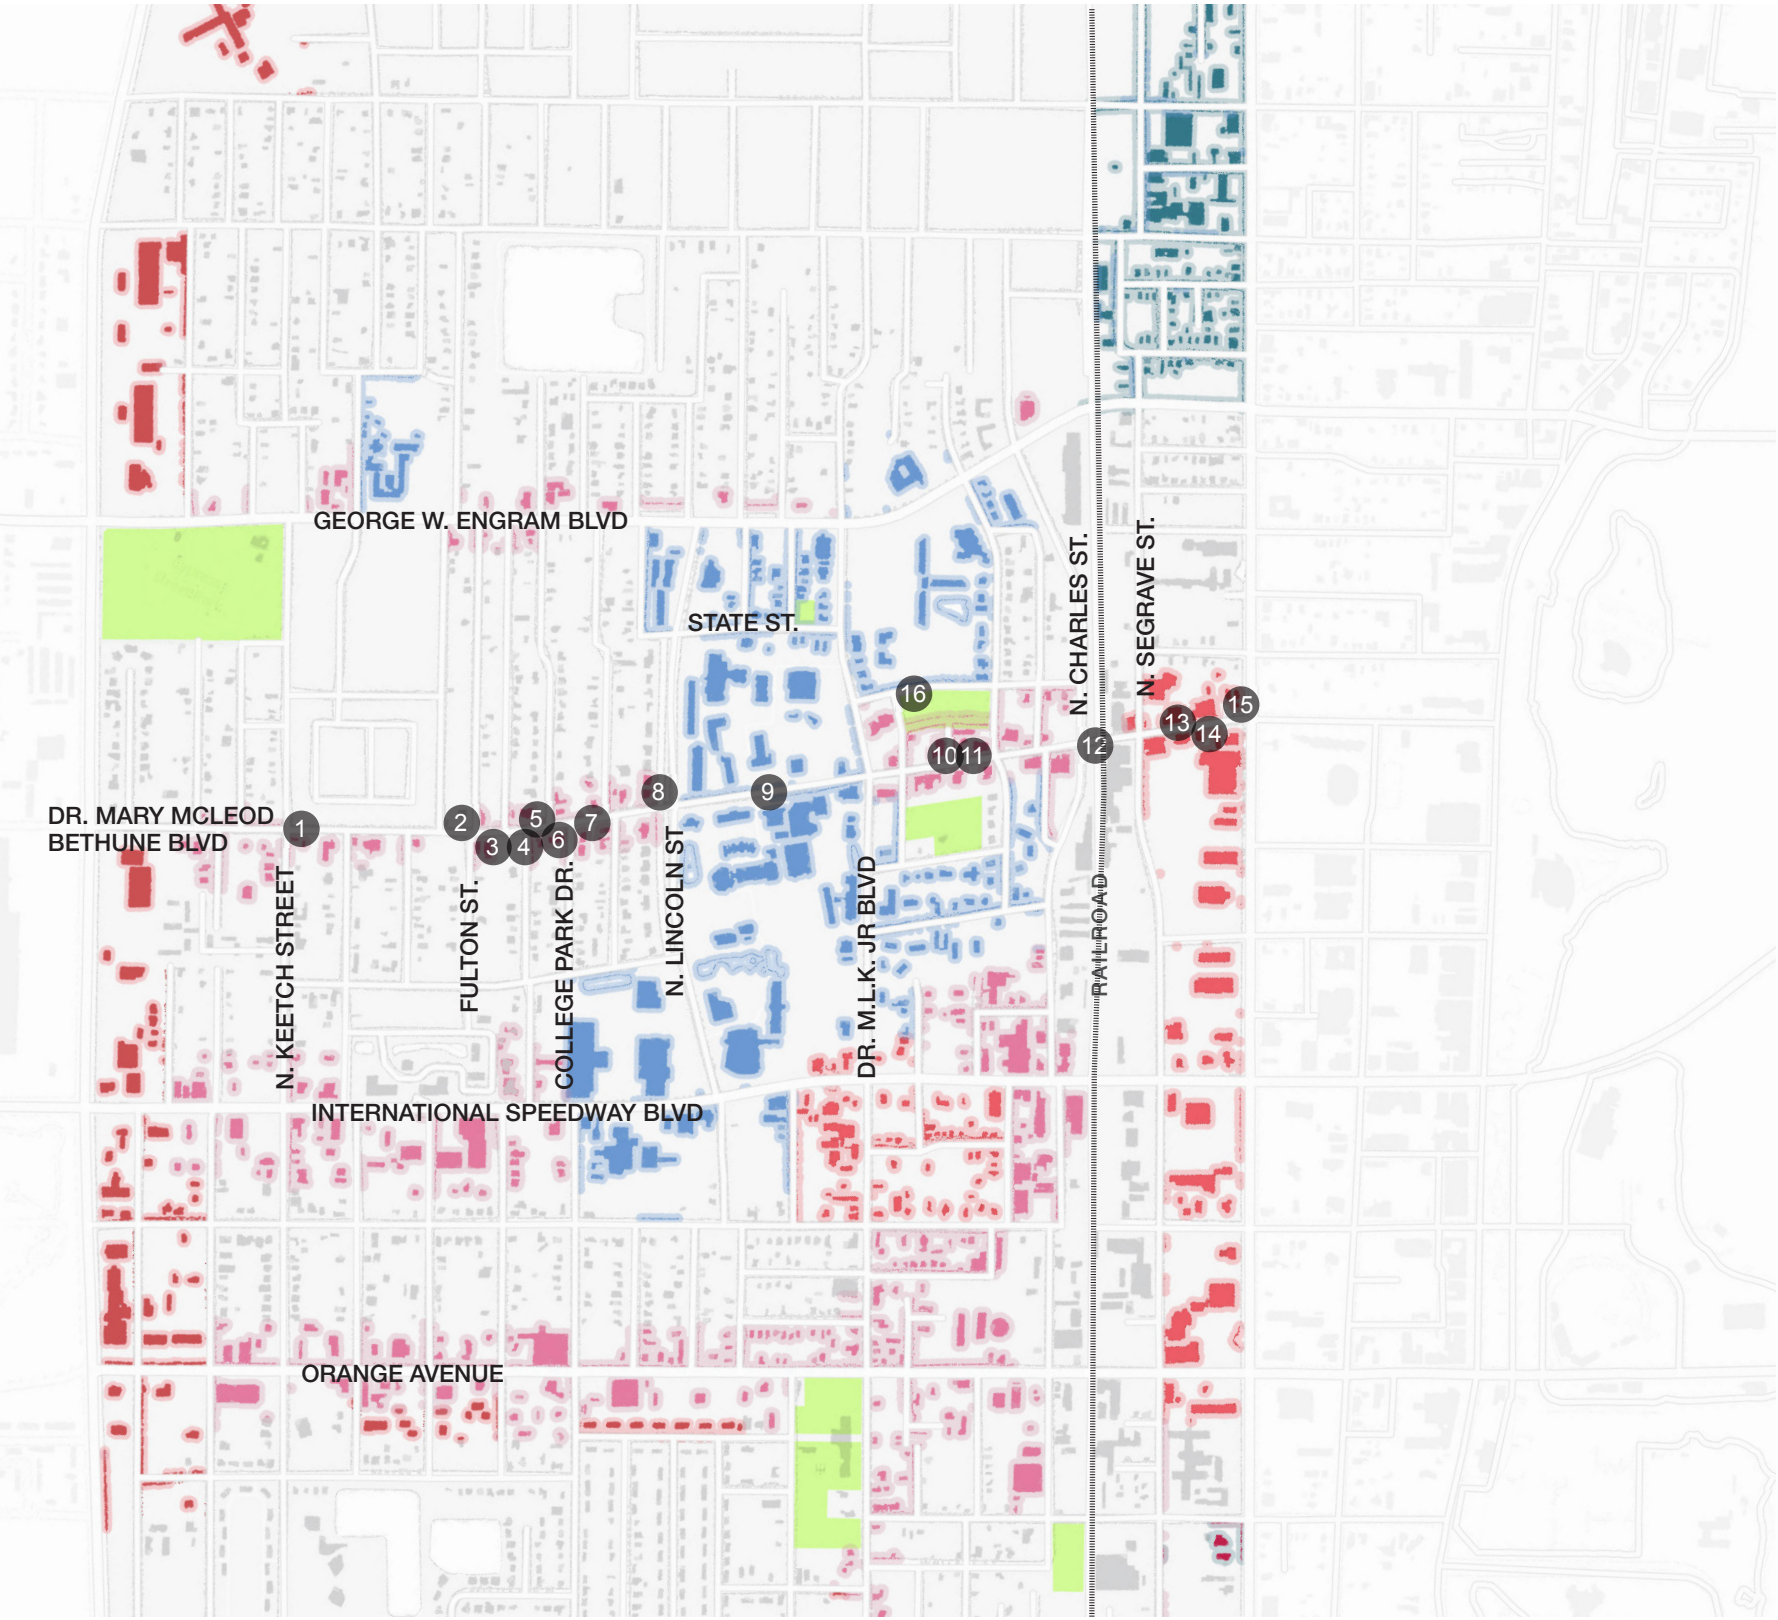 GEORGE W. ENGRAM BLVD
STATE ST.
N. CHARLES ST.
N. SEGRAVE ST.
16
15
13
14
12
10
11
8
9
DR. MARY MCLEOD
BETHUNE BLVD
1
2
3
4
5
6
7
N. KEETCH STREET
FULTON ST.
COLLEGE PARK DR.
N. LINCOLN ST
DR. M.L.K. JR BLVD
RAILROAD
INTERNATIONAL SPEEDWAY BLVD
ORANGE AVENUE